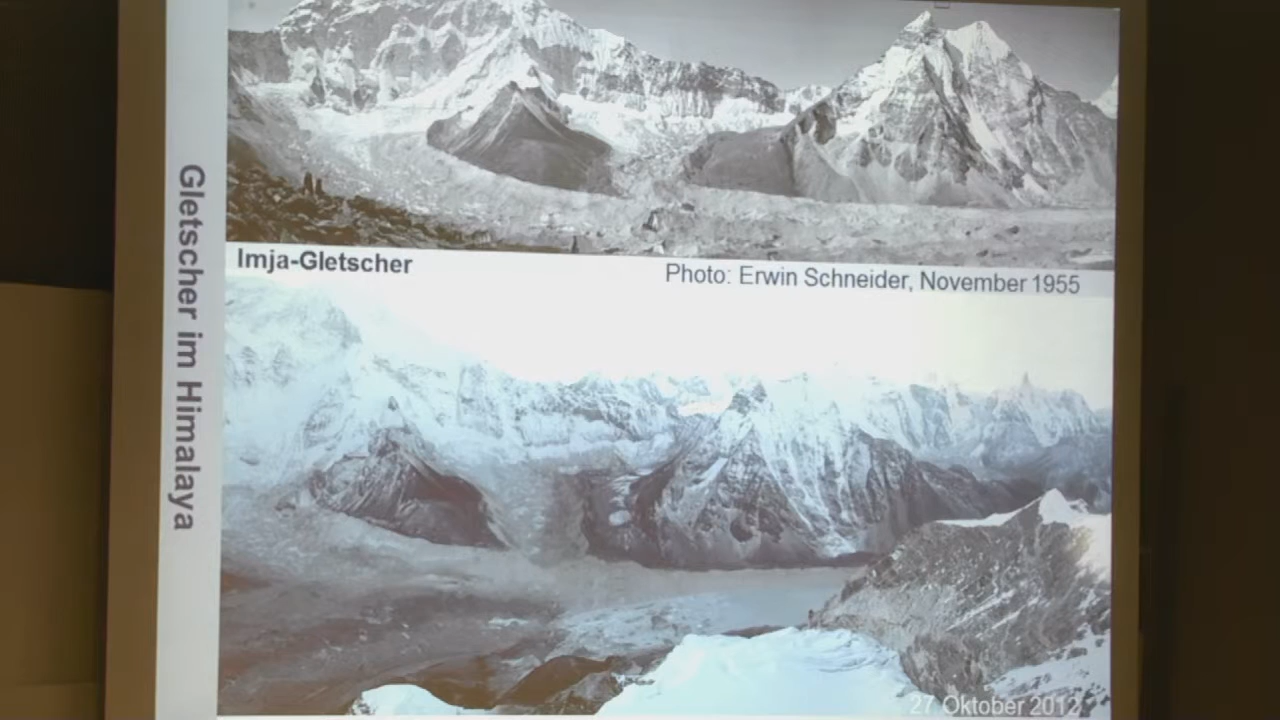 Gletscher im Himalaya
Imja-Gletscher
Photo: Erwin Schneider, November 1955
27 Oktober 2012